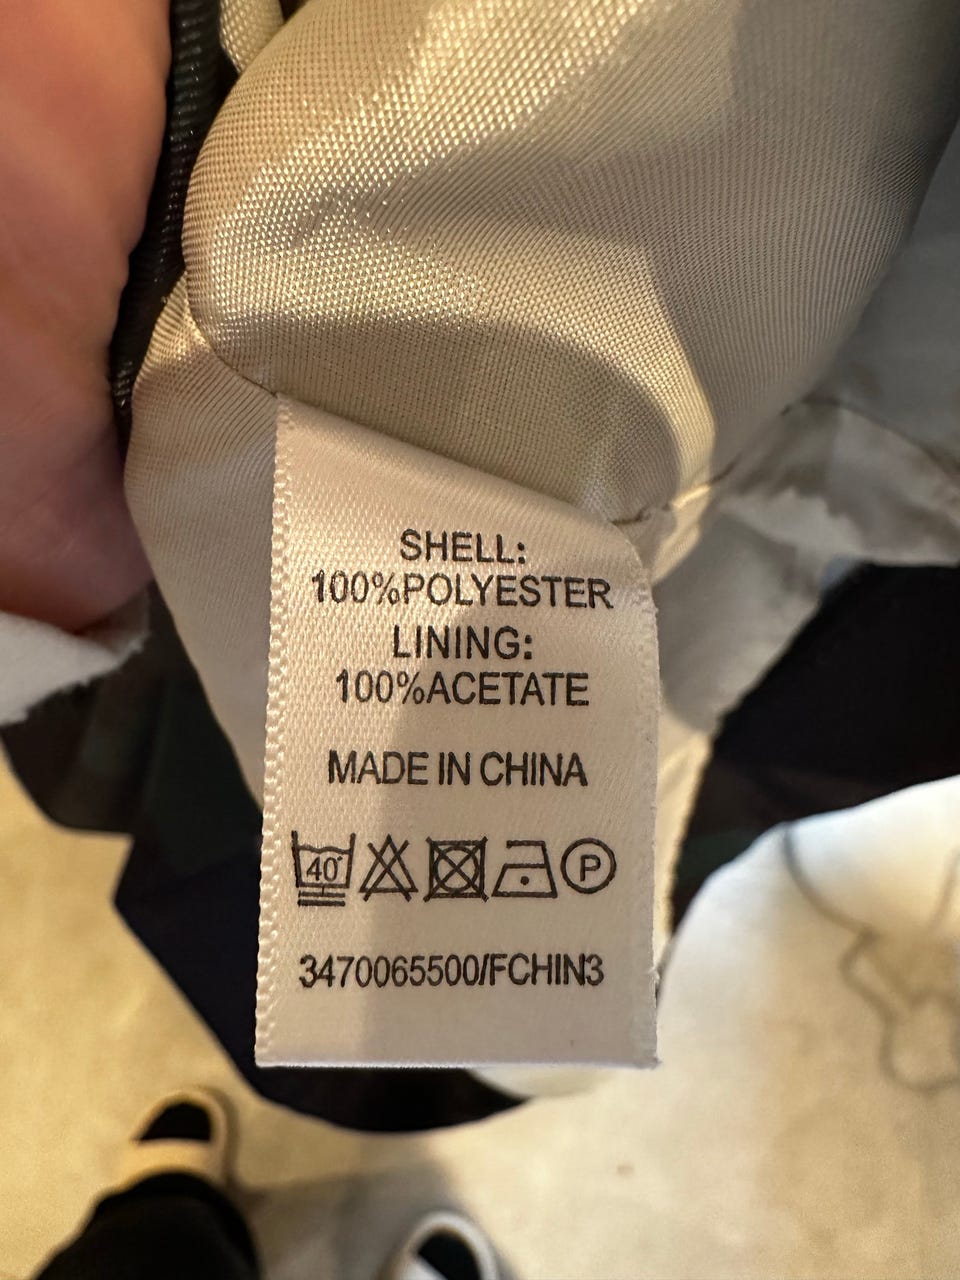 SHELL:
100%POLYESTER
LINING:
100%ACETATE
MADE IN CHINA
40° P
3470065500/FCHIN3